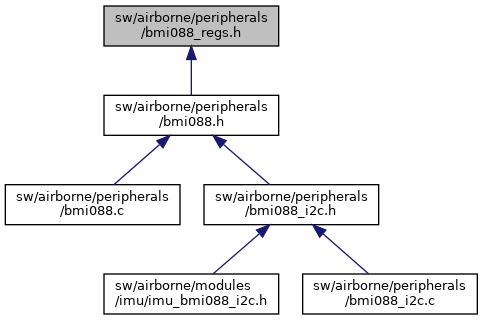 sw/airborne/peripherals
/bmi088_regs.h
sw/airborne/peripherals
/bmi088.h
sw/airborne/peripherals
/bmi088.c
sw/airborne/peripherals
/bmi088_i2c.h
sw/airborne/modules
/imu/imu_bmi088_i2c.h
sw/airborne/peripherals
/bmi088_i2c.c